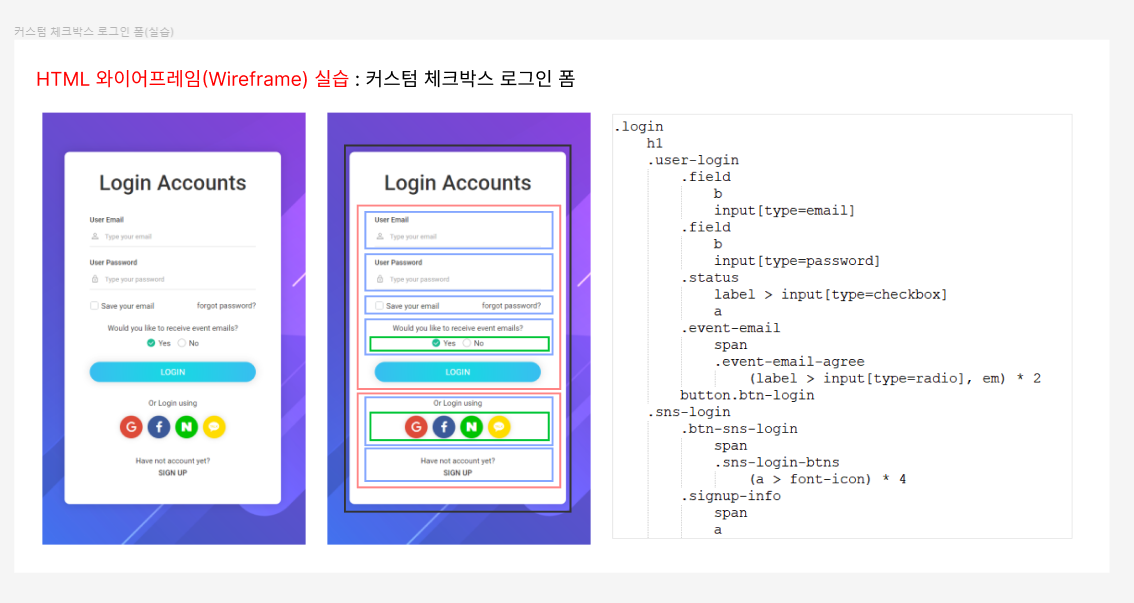 커스텀 체크박스 로그인 폼(실습)
HTML 와이어프레임(Wireframe) 실습 : 커스텀 체크박스 로그인 폼
Login Accounts
User Email
Type your email
User Password
Type your password
Save your email forgot password?
Would you like to receive event emails?
Yes No
LOGIN
Or Login using
G f N
Have not account yet?
SIGN UP
Login Accounts
User Email
Type your email
User Password
Type your password
Save your email forgot password?
Would you like to receive event emails?
Yes No
LOGIN
Or Login using
G f N
Have not account yet?
SIGN UP
.login
h1
.user-login
.field
b
input[type=email]
.field
b
input[type=password]
.status
label > input[type=checkbox]
a
.event-email
span
.event-email-agree
(label > input[type=radio], em) * 2
button.btn-login
.sns-login
.btn-sns-login
span
.sns-login-btns
(a > font-icon) * 4
.signup-info
span
a